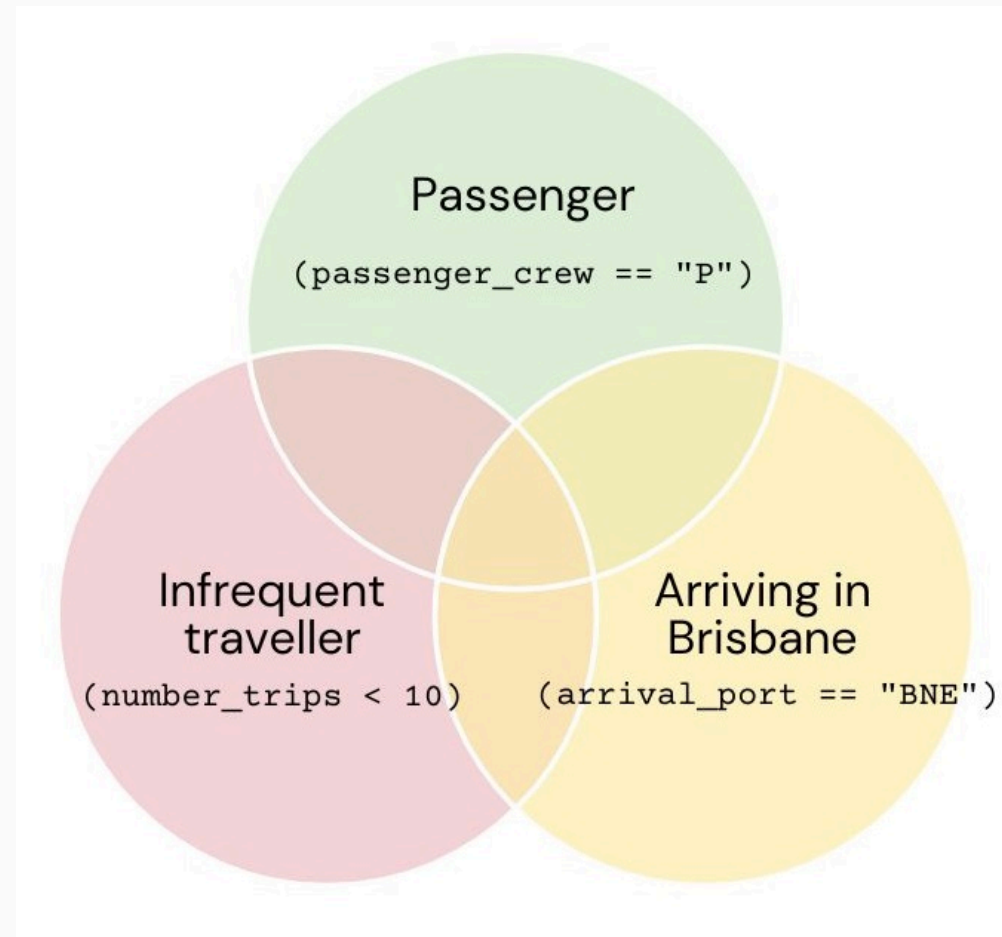 Passenger
(passenger_crew == "P")
Infrequent
traveller
(number_trips < 10)
Arriving in
Brisbane
(arrival_port == "BNE")